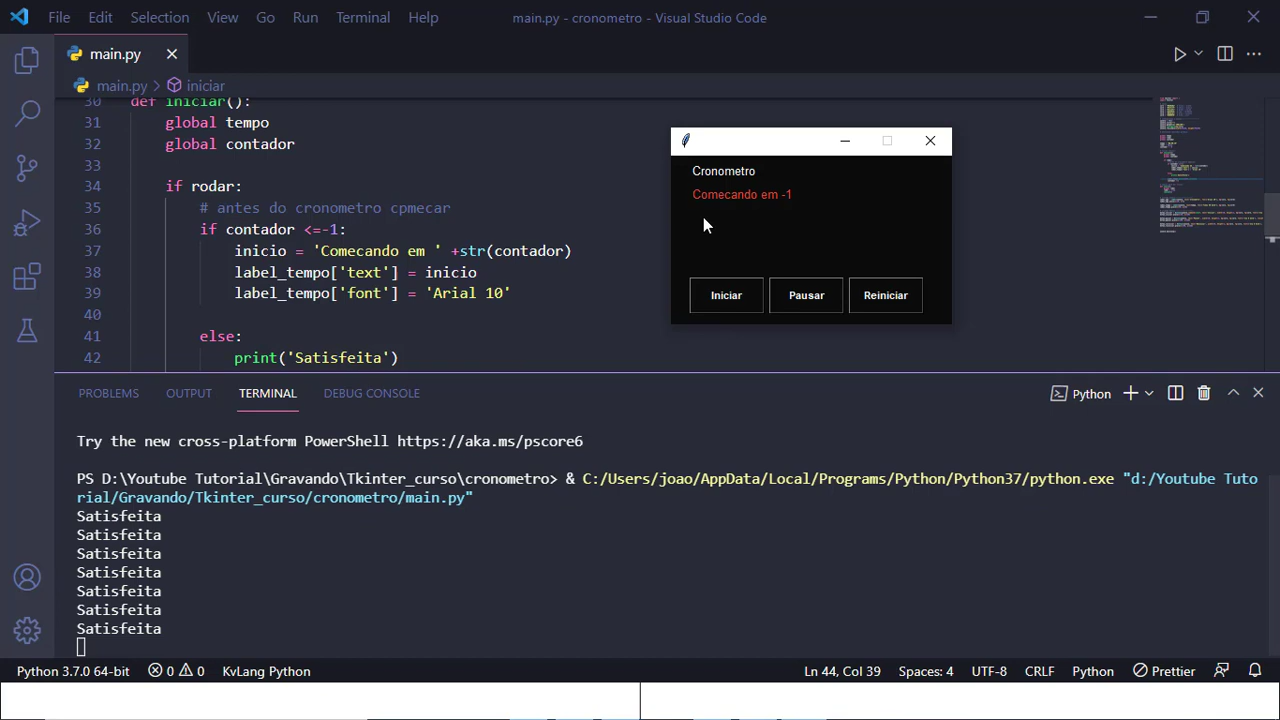 File Edit Selection View Go Run Terminal Help main.py - cronometro - Visual Studio Code
main.py
main.py > iniciar
30 def iniciar():
31 global tempo
32 global contador
33
34 if rodar:
35 # antes do cronometro cpmecar
36 if contador <=-1:
37 inicio = 'Comecando em ' +str(contador)
38 label_tempo['text'] = inicio
39 label_tempo['font'] = 'Arial 10'
40
41 else:
42 print('Satisfeita')
Cronometro
Comecando em -1
Iniciar Pausar Reiniciar
PROBLEMS OUTPUT TERMINAL DEBUG CONSOLE Python
Try the new cross-platform PowerShell https://aka.ms/pscore6
PS D:\Youtube Tutorial\Gravando\Tkinter_curso\cronometro> & C:/Users/joao/AppData/Local/Programs/Python/Python37/python.exe "d:/Youtube Tuto
rial/Gravando/Tkinter_curso/cronometro/main.py"
Satisfeita
Satisfeita
Satisfeita
Satisfeita
Satisfeita
Satisfeita
Satisfeita
Python 3.7.0 64-bit 0 0 KvLang Python Ln 44, Col 39 Spaces: 4 UTF-8 CRLF Python Prettier